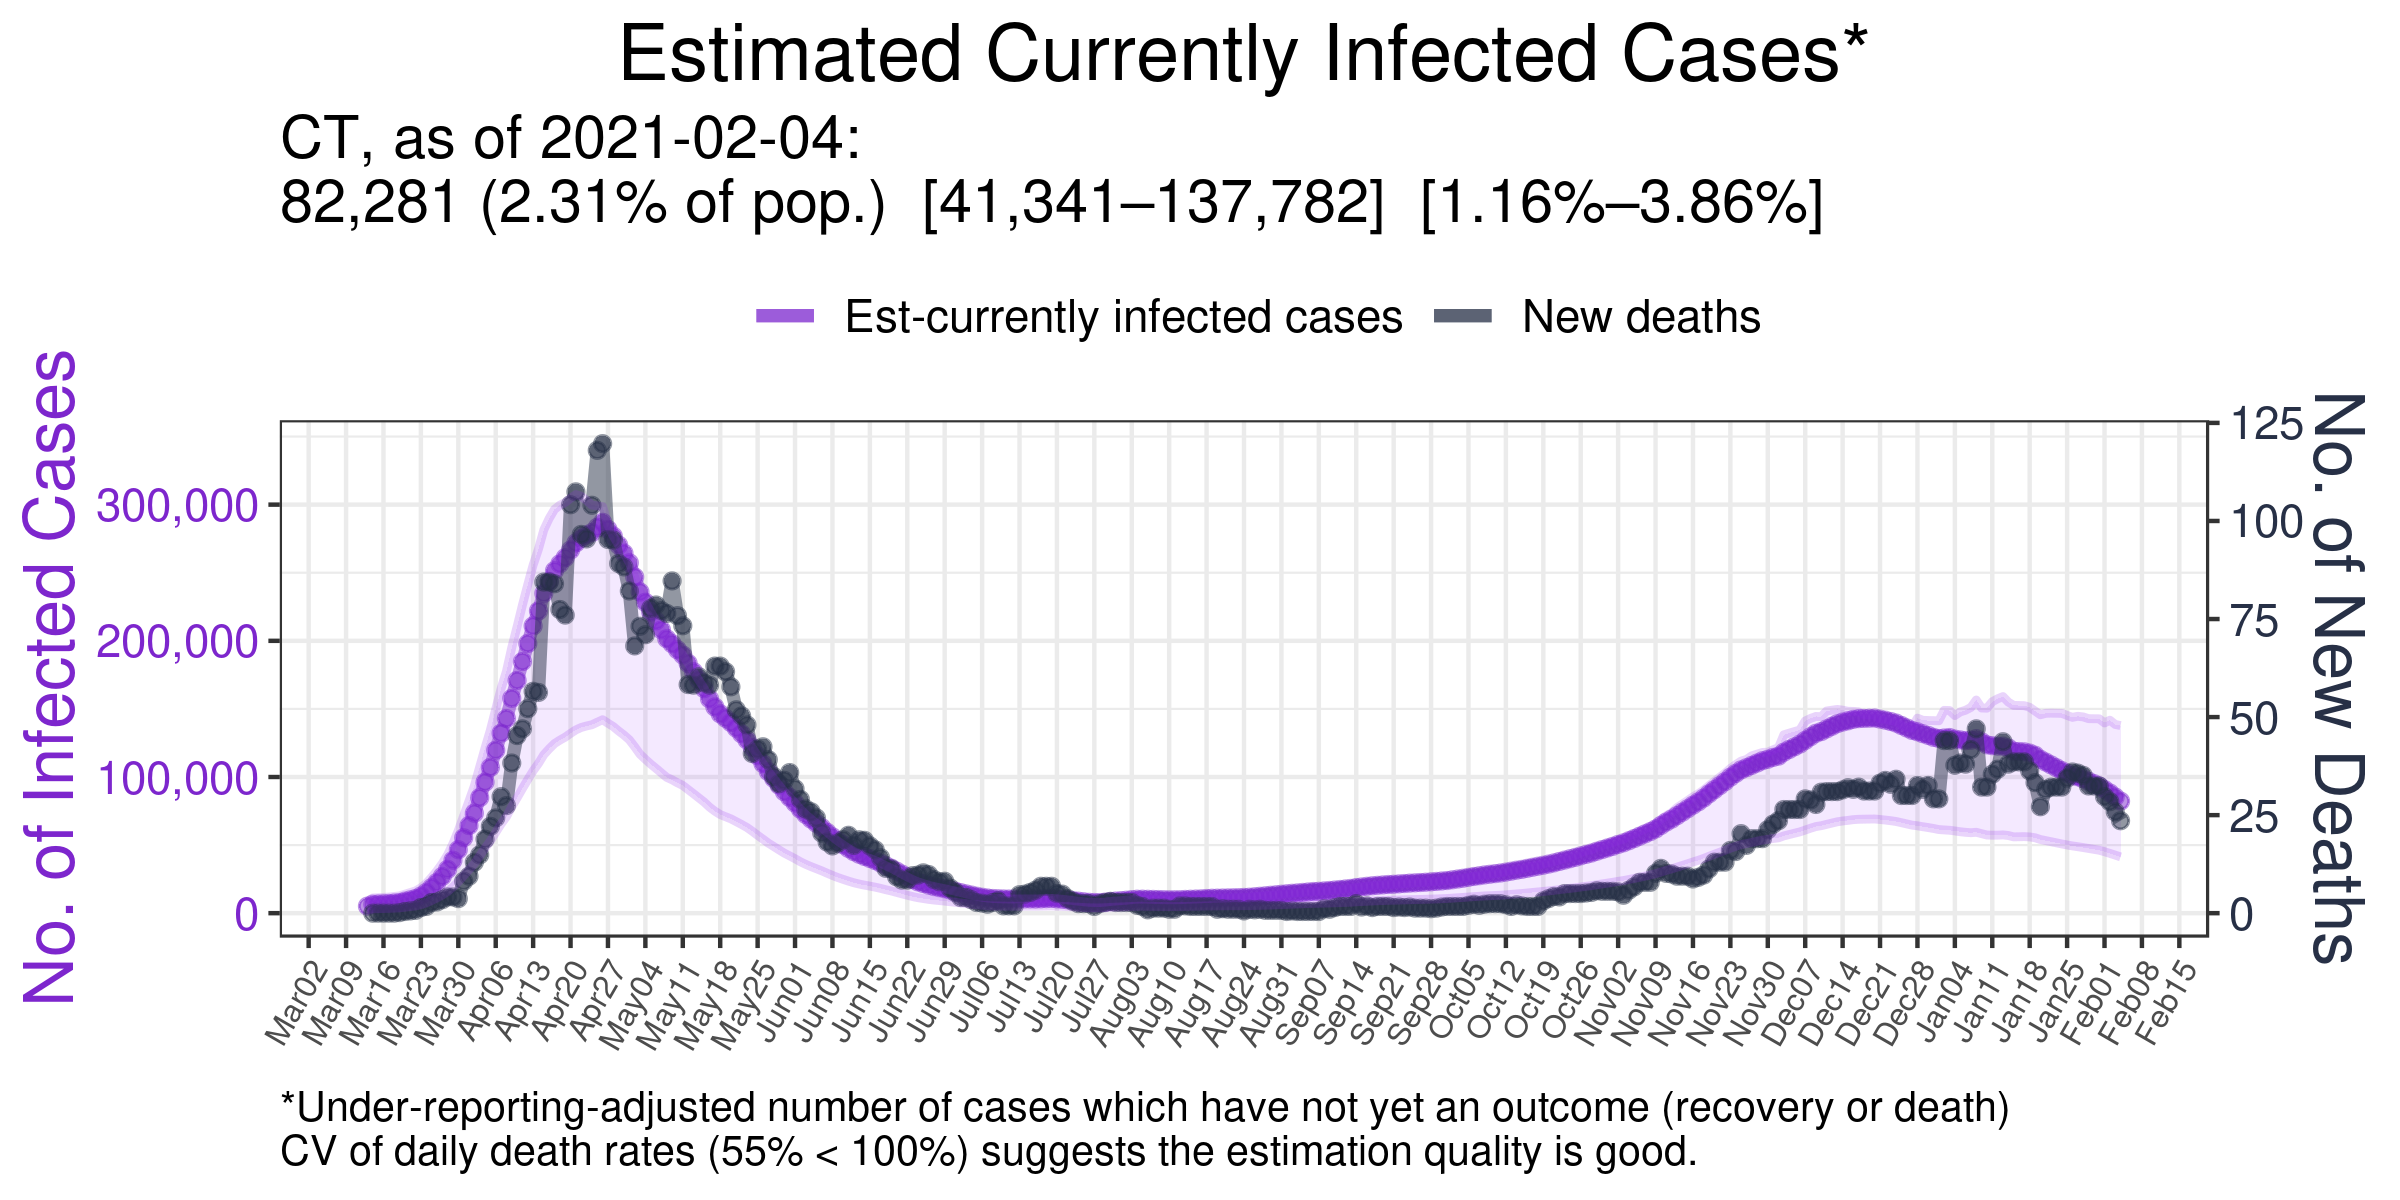 Estimated Currently Infected Cases*
CT, as of 2021-02-04:
82,281 (2.31% of pop.) [41,341–137,782] [1.16%–3.86%]
Est-currently infected cases
New deaths
No. of Infected Cases
300,000
200,000
100,000
0
125
100
75
50
25
0
No. of New Deaths
Mar02
Mar09
Mar16
Mar23
Mar30
Apr06
Apr13
Apr20
Apr27
May04
May11
May18
May25
Jun01
Jun08
Jun15
Jun22
Jun29
Jul06
Jul13
Jul20
Jul27
Aug03
Aug10
Aug17
Aug24
Aug31
Sep07
Sep14
Sep21
Sep28
Oct05
Oct12
Oct19
Oct26
Nov02
Nov09
Nov16
Nov23
Nov30
Dec07
Dec14
Dec21
Dec28
Jan04
Jan11
Jan18
Jan25
Feb01
Feb08
Feb15
*Under-reporting-adjusted number of cases which have not yet an outcome (recovery or death)
CV of daily death rates (55% < 100%) suggests the estimation quality is good.